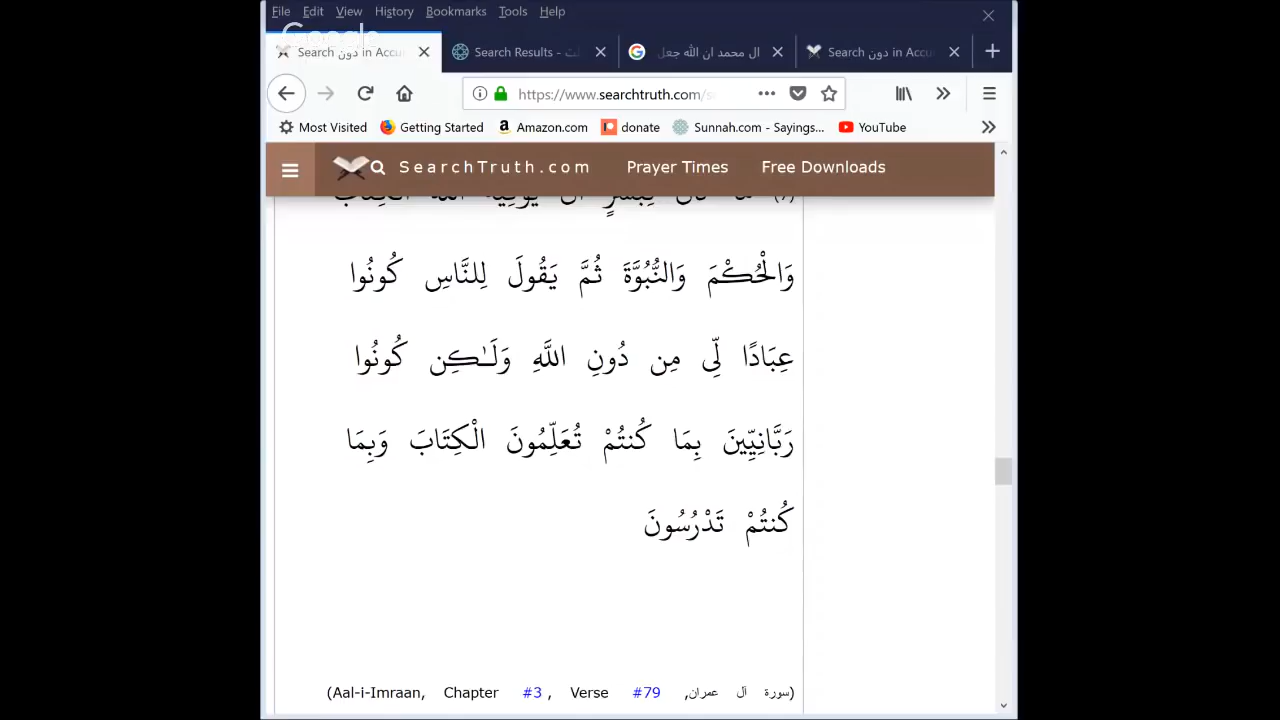 File Edit View History Bookmarks Tools Help
Google
Search دون in Accu
Search Results -
ال محمد ان الله جعل
Search دون in Accu
https://www.searchtruth.com/s
Most Visited Getting Started Amazon.com donate Sunnah.com - Sayings... YouTube
SearchTruth.com Prayer Times Free Downloads
وَالْحُكْمَ وَالنُّبُوَّةَ ثُمَّ يَقُولَ لِلنَّاسِ كُونُوا
عِبَادًا لِّي مِن دُونِ اللَّهِ وَلَـٰكِن كُونُوا
رَبَّانِيِّينَ بِمَا كُنتُمْ تُعَلِّمُونَ الْكِتَابَ وَبِمَا
كُنتُمْ تَدْرُسُونَ
(Aal-i-Imraan, Chapter #3, Verse #79 سورة آل عمران,)